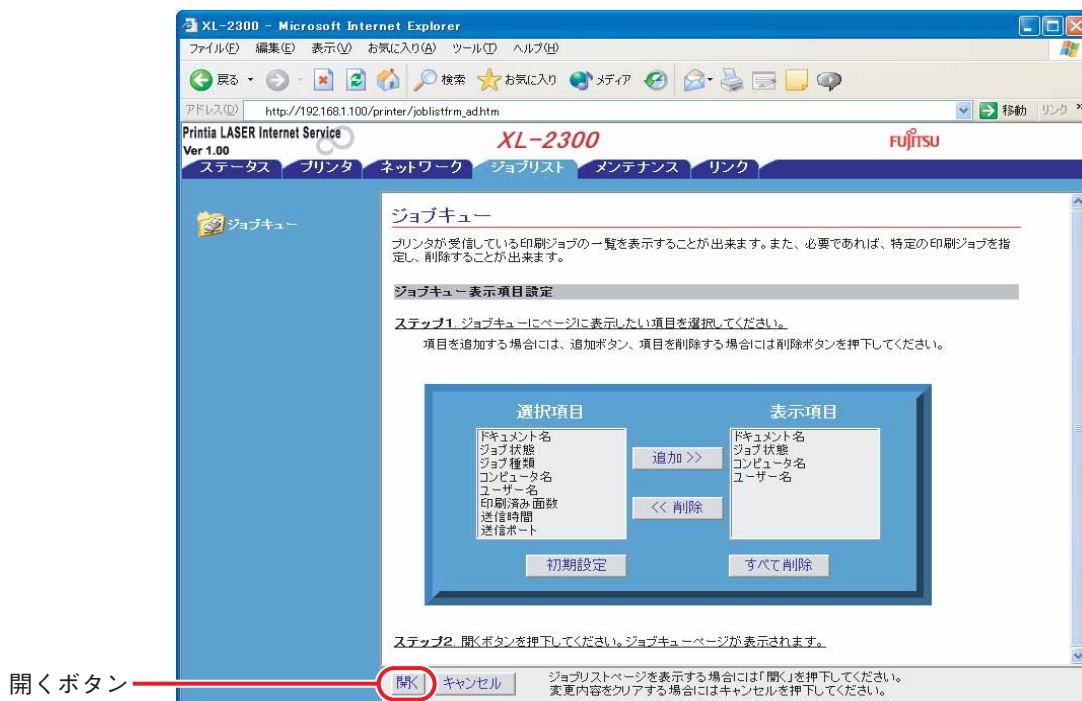 XL-2300 - Microsoft Internet Explorer
ファイル(F) 編集(E) 表示(V) お気に入り(A) ツール(T) ヘルプ(H)
戻る 検索 お気に入り メディア
アドレス(D) http://192.168.1.100/printer/joblistfrm_ad.htm 移動 リンク »
Printia LASER Internet Service
Ver 1.00
XL-2300
FUJITSU
ステータス プリンタ ネットワーク ジョブリスト メンテナンス リンク
ジョブキュー
ジョブキュー
プリンタが受信している印刷ジョブの一覧を表示することが出来ます。また、必要であれば、特定の印刷ジョブを指
定し、削除することが出来ます。
ジョブキュー表示項目設定
ステップ1. ジョブキューにページに表示したい項目を選択してください。
項目を追加する場合には、追加ボタン、項目を削除する場合には削除ボタンを押下してください。
選択項目
ドキュメント名
ジョブ状態
ジョブ種類
コンピュータ名
ユーザー名
印刷済み面数
送信時間
送信ポート
追加 >>
<< 削除
表示項目
ドキュメント名
ジョブ状態
コンピュータ名
ユーザー名
初期設定 すべて削除
ステップ2. 開くボタンを押下してください。ジョブキューページが表示されます。
開くボタン
開く キャンセル
ジョブリストページを表示する場合には「開く」を押下してください。
変更内容をクリアする場合にはキャンセルを押下してください。